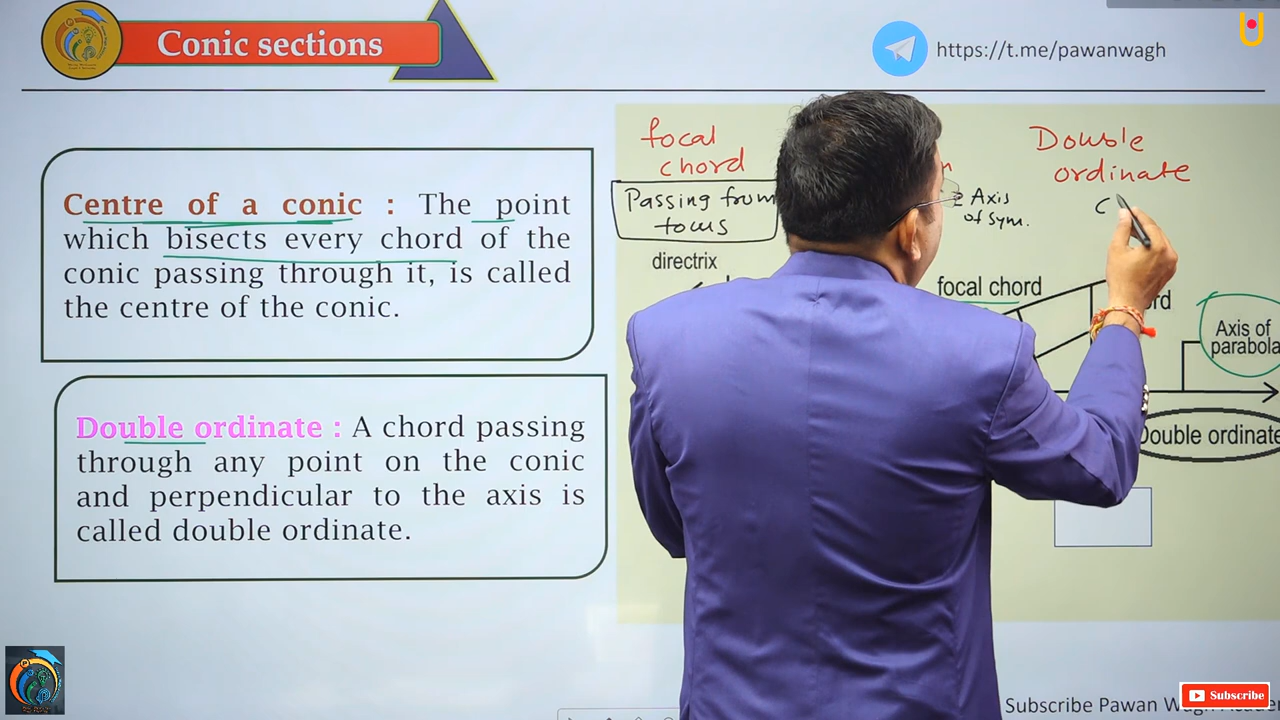 Conic sections
https://t.me/pawanwagh
Centre of a conic : The point
which bisects every chord of the
conic passing through it, is called
the centre of the conic.
Double ordinate : A chord passing
through any point on the conic
and perpendicular to the axis is
called double ordinate.
focal
chord
Passing from
focus
directrix
Axis
of Sym.
focal chord
Double
ordinate
C
Axis of
parabola
Double ordinate
Subscribe Pawan Wagh
Subscribe